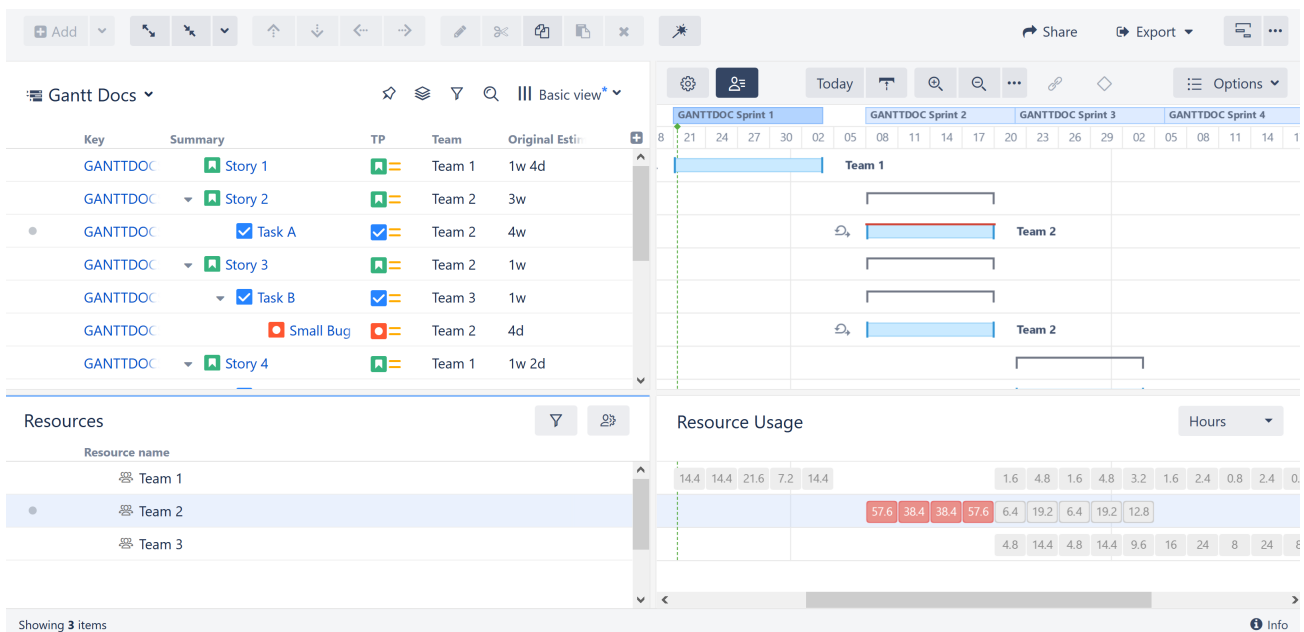 Add
Share
Export
Gantt Docs
Basic view*
Today
Options
GANTTDOC Sprint 1 GANTTDOC Sprint 2 GANTTDOC Sprint 3 GANTTDOC Sprint 4
Key Summary TP Team Original Estim
8 21 24 27 30 02 05 08 11 14 17 20 23 26 29 02 05 08 11 14 1
GANTTDOC Story 1 Team 1 1w 4d Team 1
GANTTDOC Story 2 Team 2 3w
GANTTDOC Task A Team 2 4w Team 2
GANTTDOC Story 3 Team 2 1w
GANTTDOC Task B Team 3 1w
GANTTDOC Small Bug Team 2 4d Team 2
GANTTDOC Story 4 Team 1 1w 2d
Resources
Resource Usage
Hours
Resource name
Team 1 14.4 14.4 21.6 7.2 14.4 1.6 4.8 1.6 4.8 3.2 1.6 2.4 0.8 2.4 0.
Team 2 57.6 38.4 38.4 57.6 6.4 19.2 6.4 19.2 12.8
Team 3 4.8 14.4 4.8 14.4 9.6 16 24 8 24 8
Showing 3 items
Info